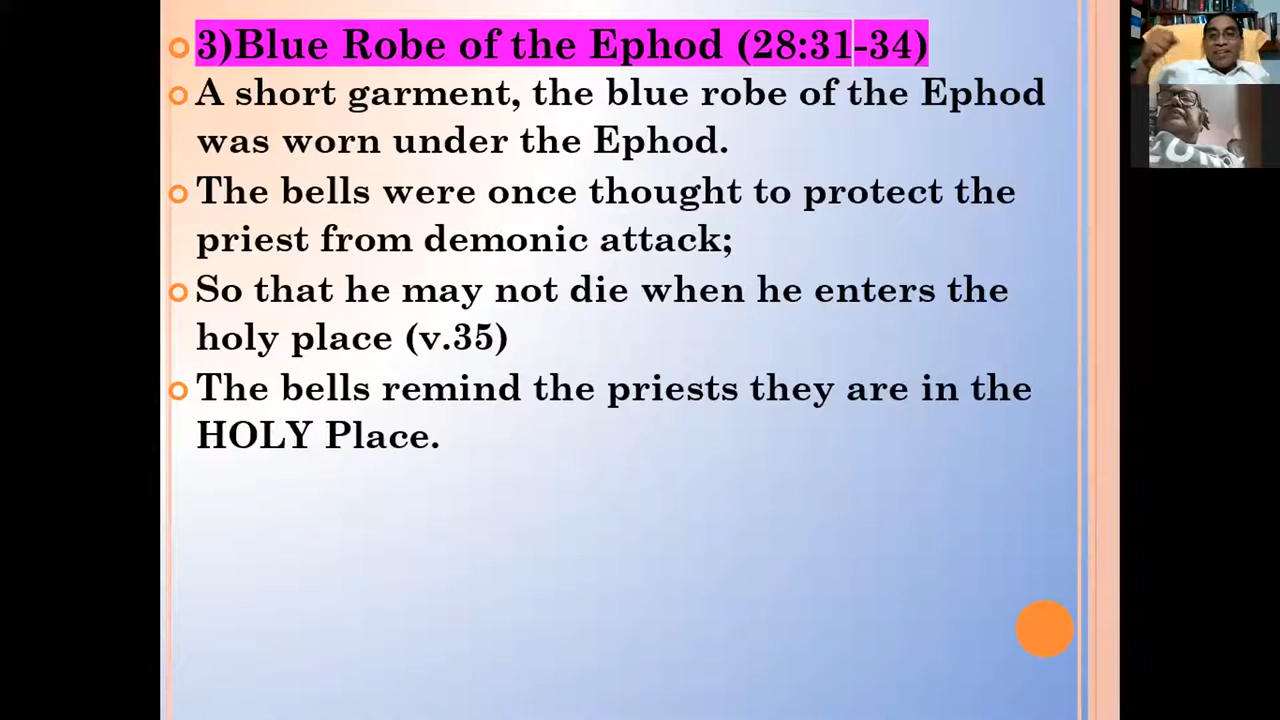 3)Blue Robe of the Ephod (28:31-34)
A short garment, the blue robe of the Ephod
was worn under the Ephod.
The bells were once thought to protect the
priest from demonic attack;
So that he may not die when he enters the
holy place (v.35)
The bells remind the priests they are in the
HOLY Place.